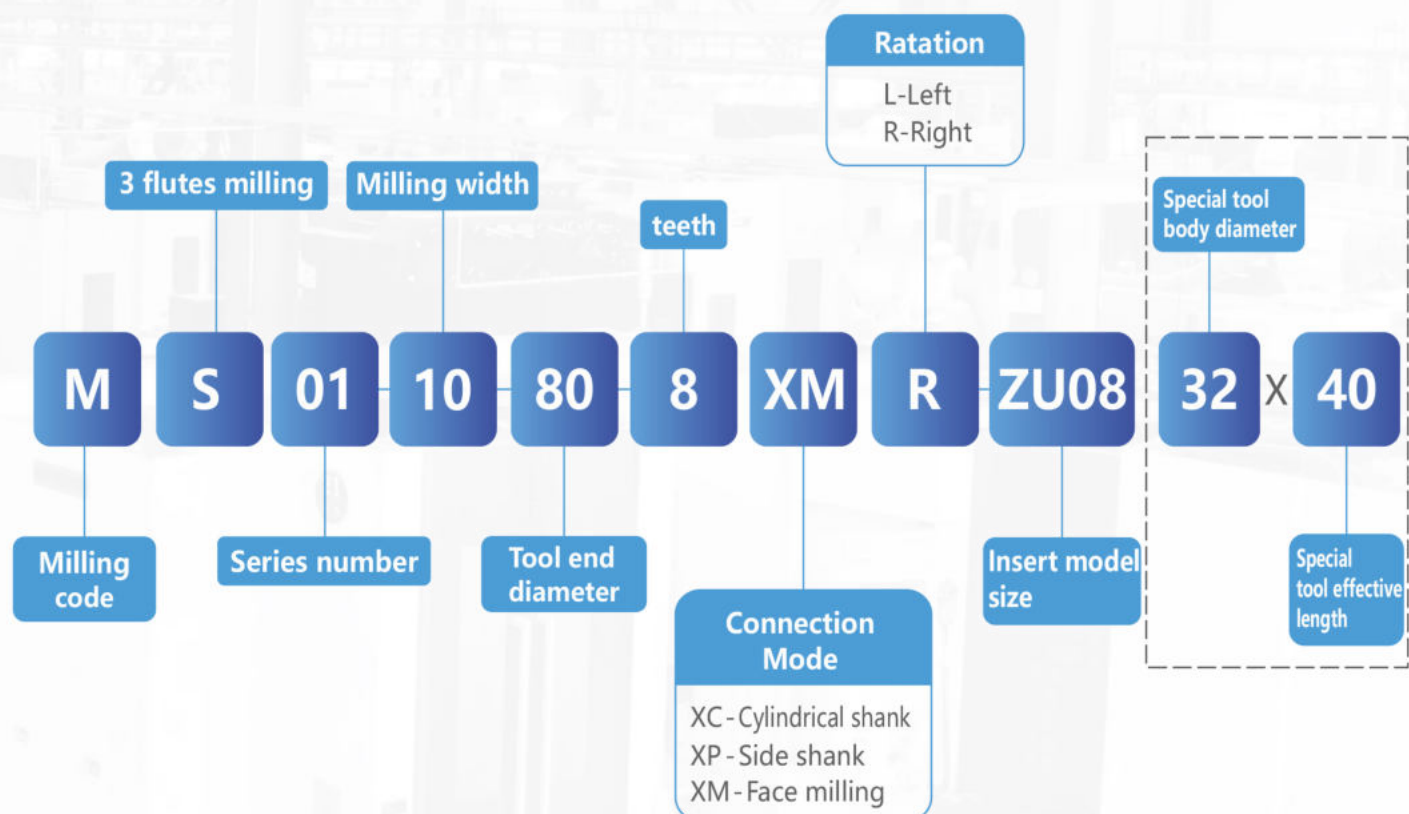 Ratation
L-Left
R-Right
3 flutes milling
Milling width
teeth
Special tool
body diameter
M S 01 - 10 - 80 - 8 XM R - ZU08 32 X 40
Milling
code
Series number
Tool end
diameter
Connection
Mode
XC-Cylindrical shank
XP-Side shank
XM-Face milling
Insert model
size
Special
tool effective
length